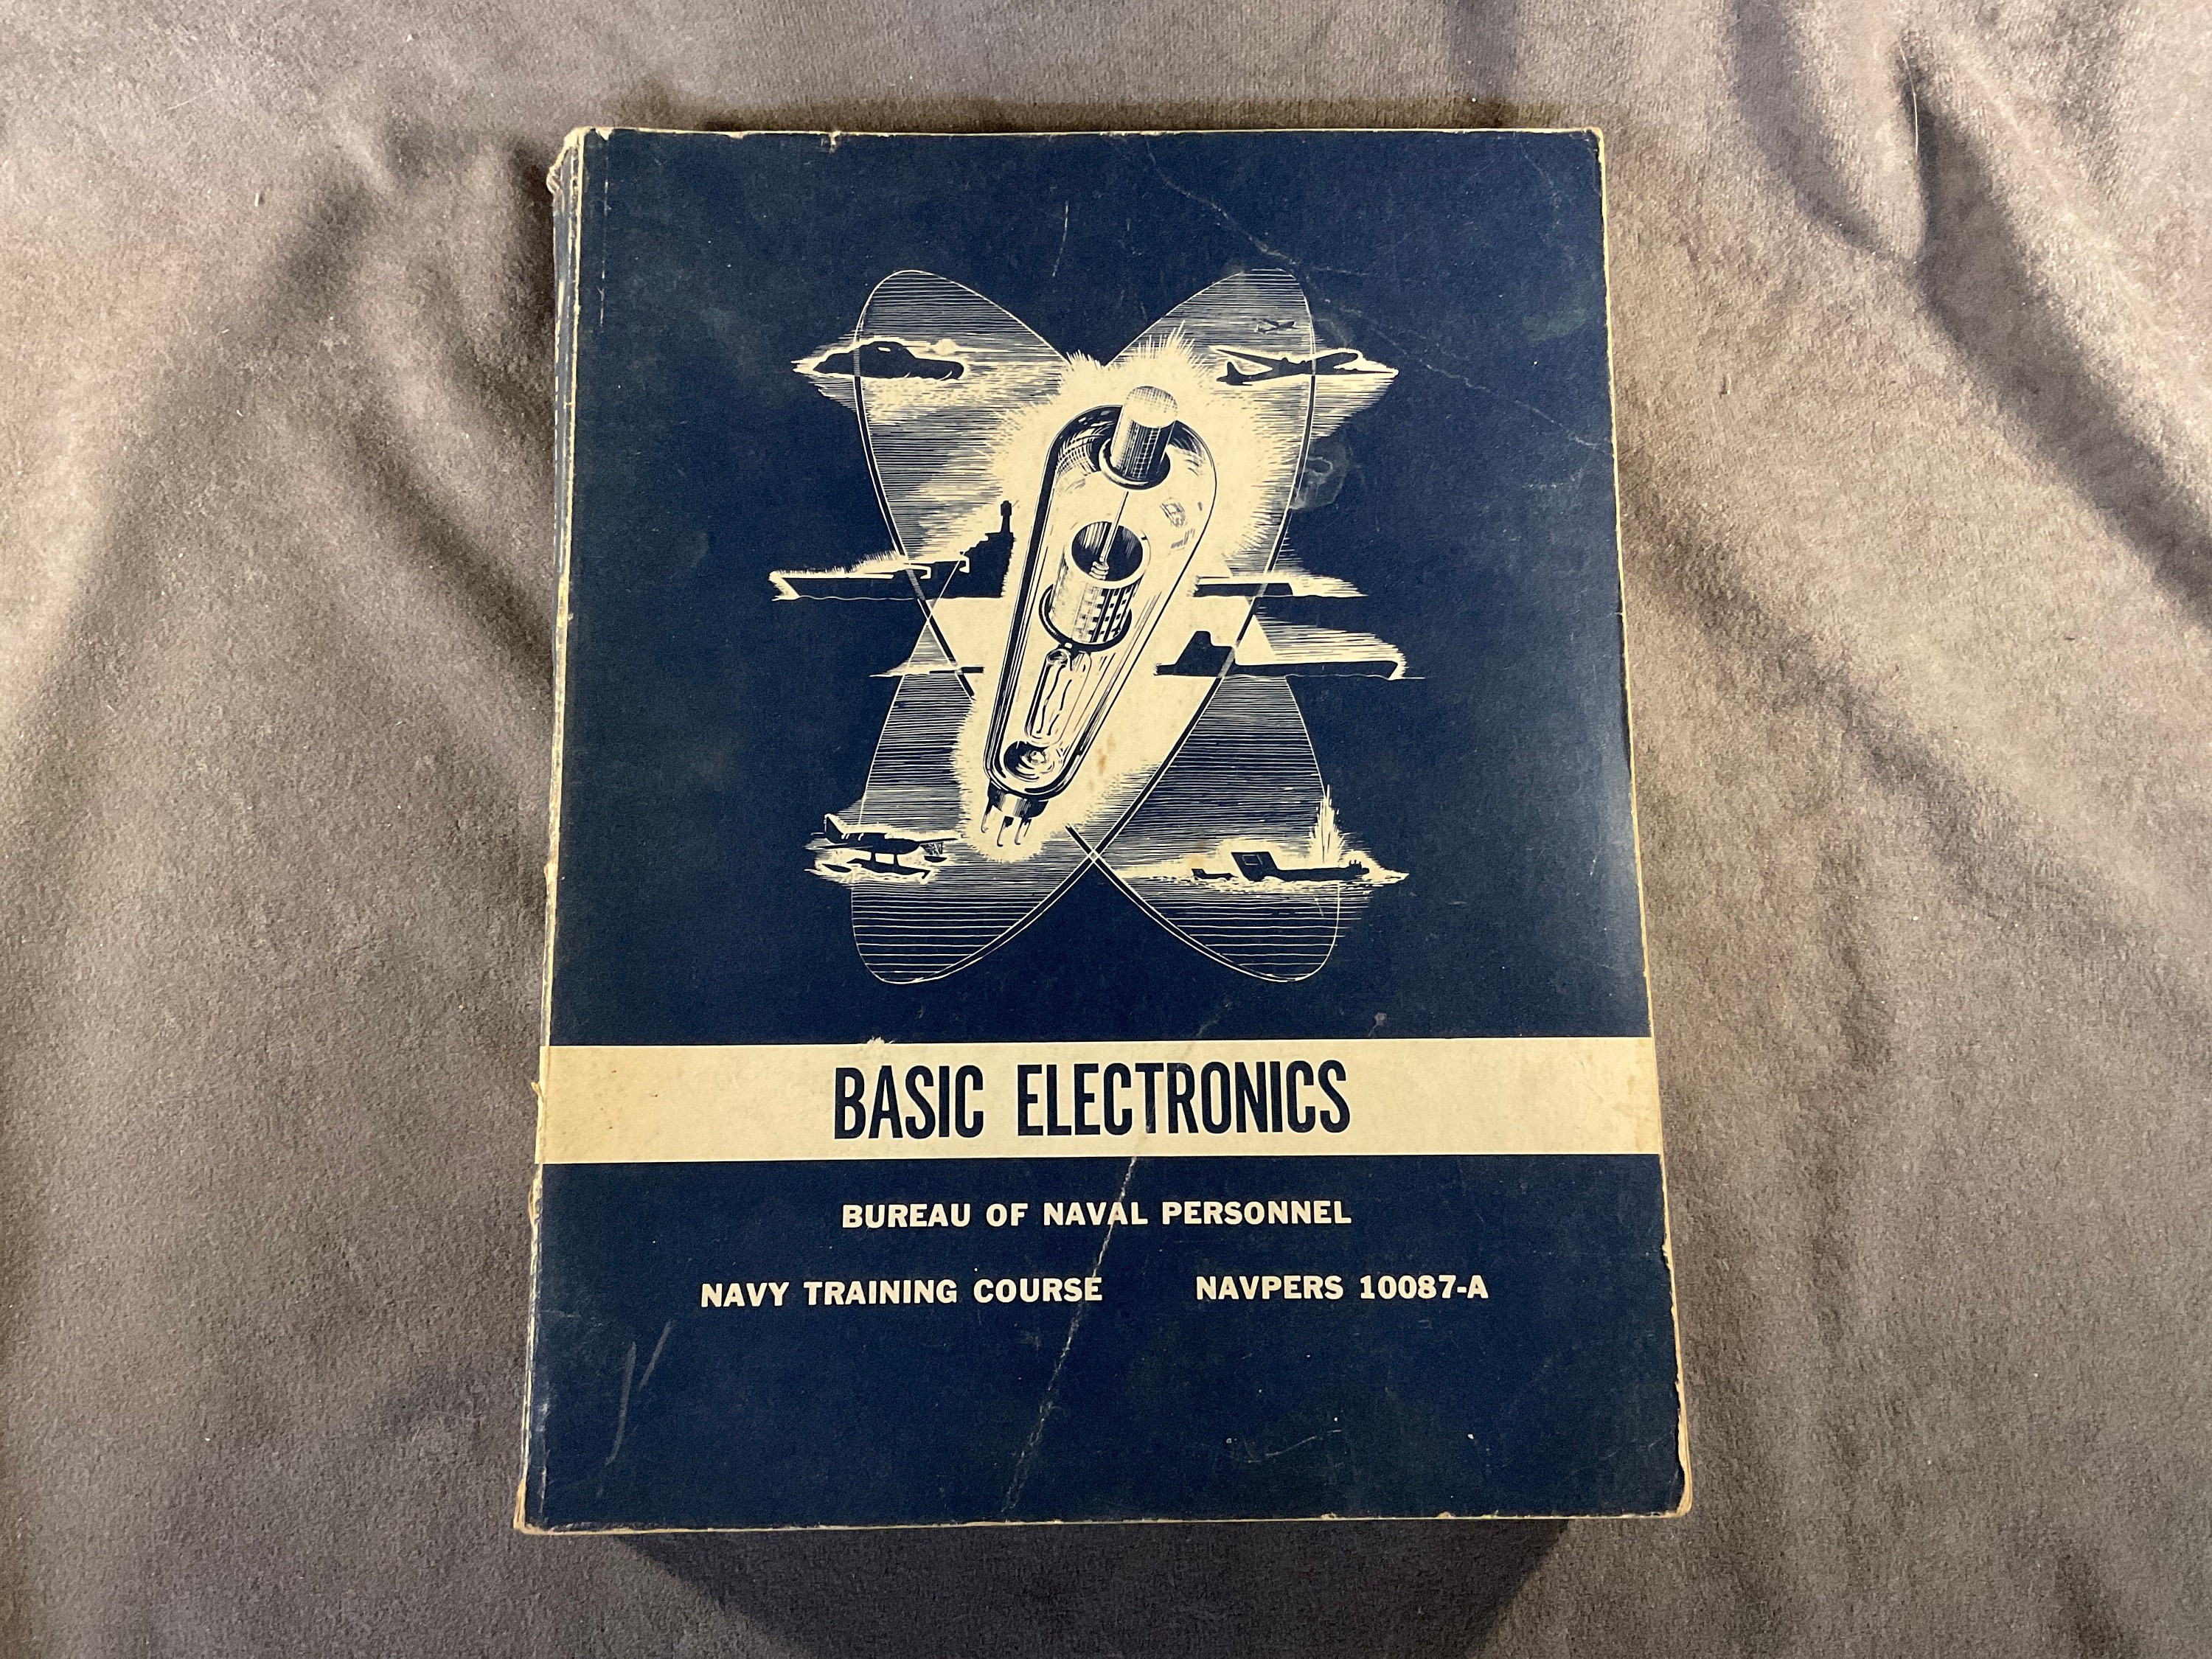 BASIC ELECTRONICS
BUREAU OF NAVAL PERSONNEL
NAVY TRAINING COURSE NAVPERS 10087-A